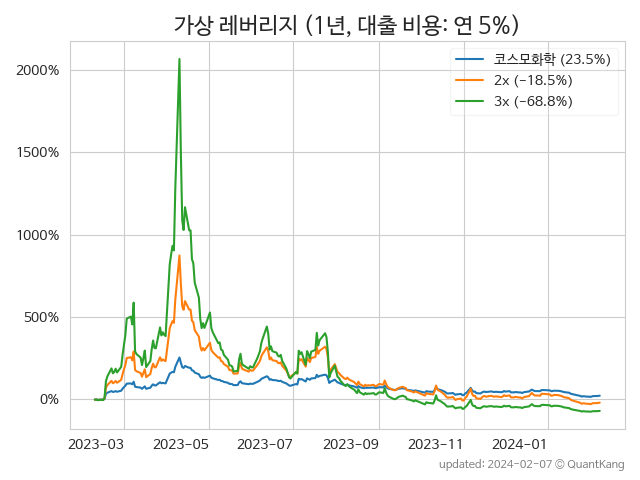 가상 레버리지 (1년, 대출 비용: 연 5%)
코스모화학 (23.5%)
2x (−18.5%)
3x (−68.8%)
2000%
1500%
1000%
500%
0%
2023-03 2023-05 2023-07 2023-09 2023-11 2024-01
updated: 2024-02-07 © QuantKang